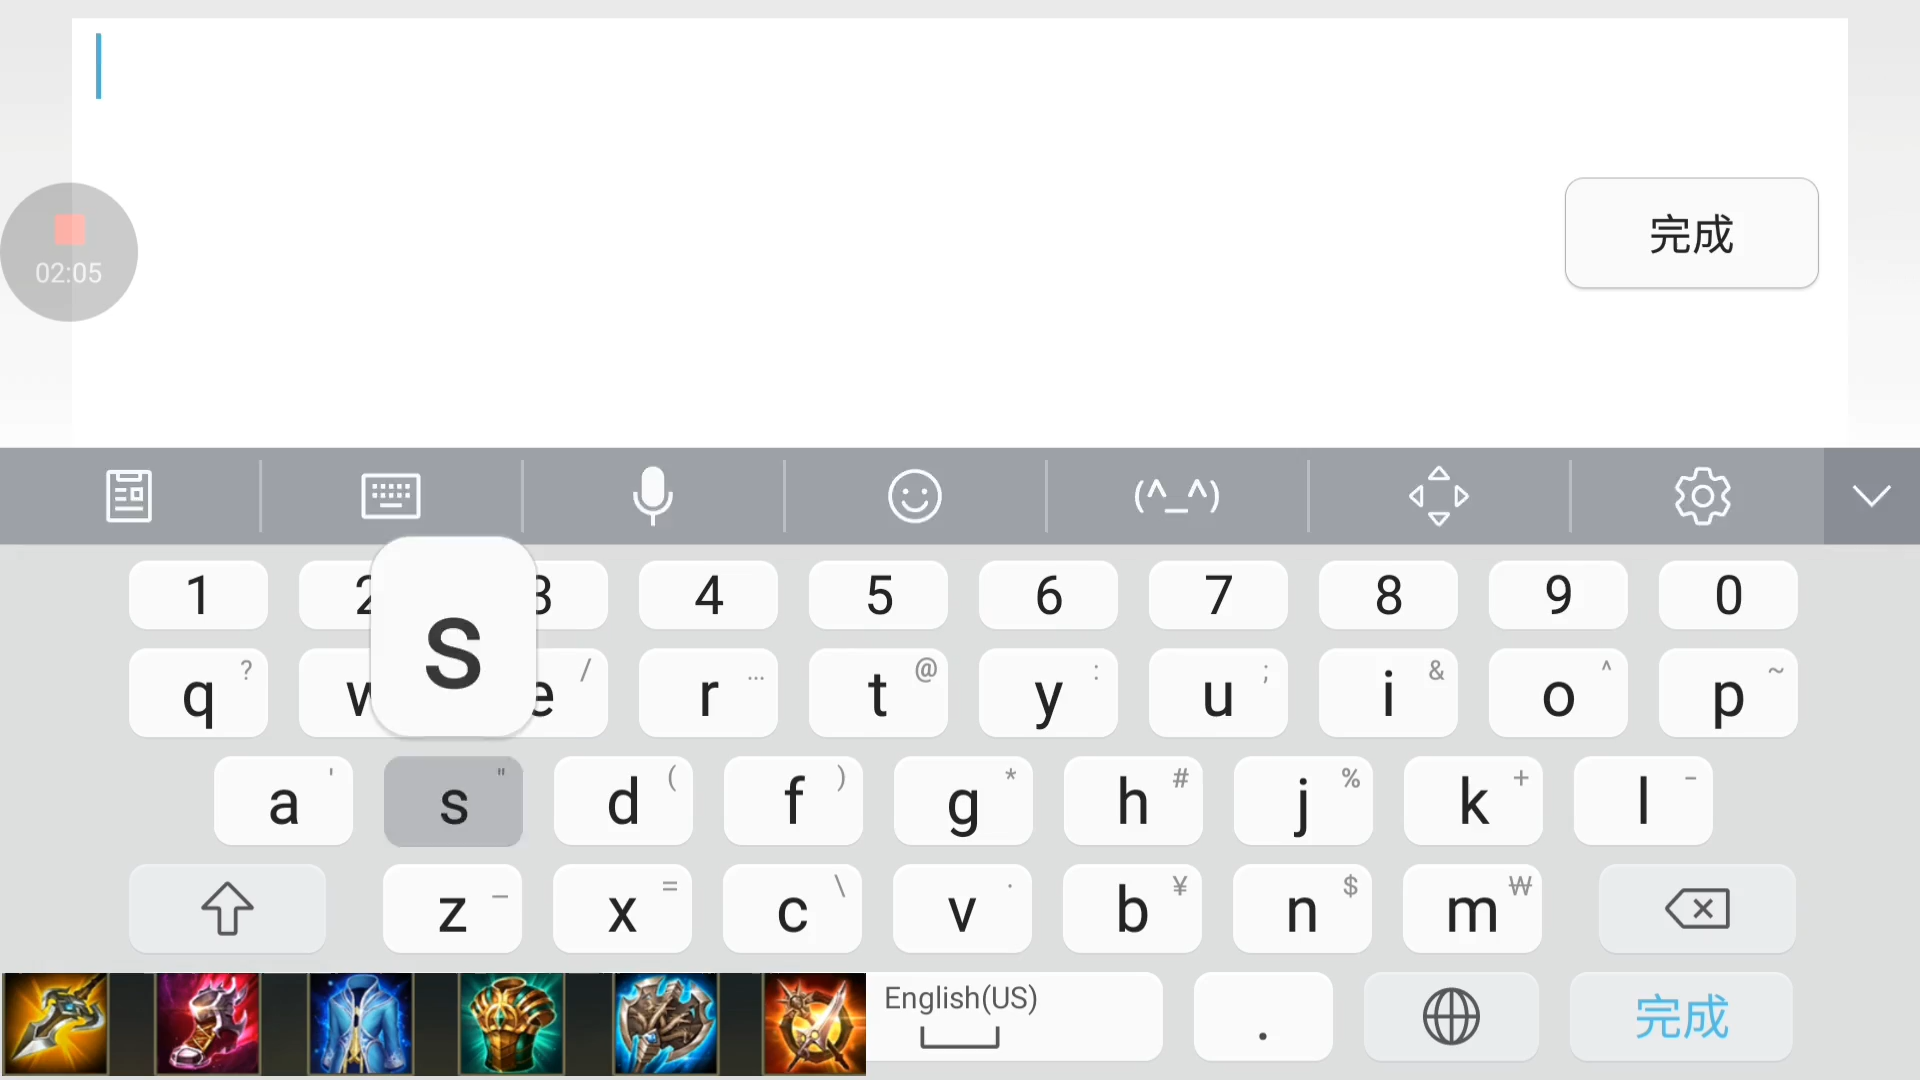 完成
02:05
(^_^)
1 2 3 4 5 6 7 8 9 0
q ? w e / r ... t @ y : u ; i & o ^ p ~
S
a ' s " d ( f ) g * h # j % k + l -
z _ x = c \ v · b ¥ n $ m ₩
English(US) . 完成